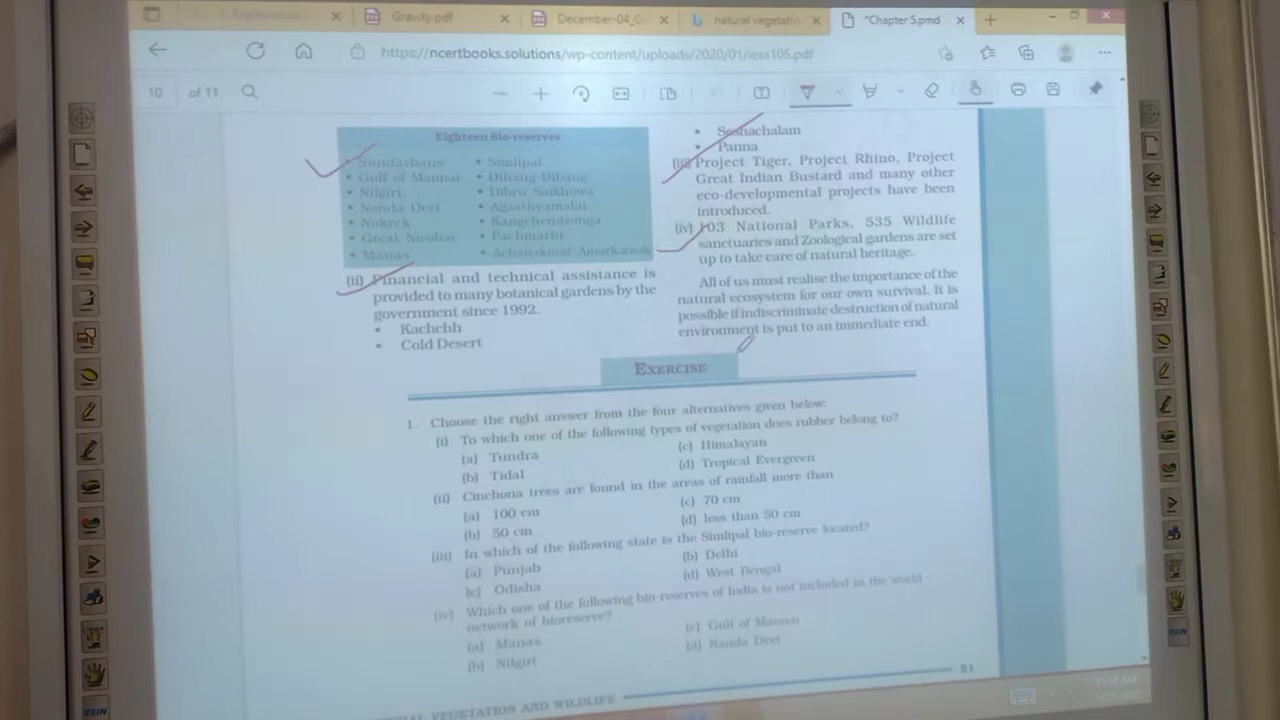 Gravity.pdf
December-04_G
natural vegetati
*Chapter 5.pmd
https://ncertbooks.solutions/wp-content/uploads/2020/01/iess105.pdf
10 of 11
Eighteen Bio-reserves
• Sundarbans
• Gulf of Mannar
• Nilgiri
• Nanda Devi
• Nokrek
• Great Nicobar
• Manas
• Simlipal
• Dihang-Dibang
• Dibru Saikhowa
• Agasthyamalai
• Kangchendzonga
• Pachmarhi
• Achanakmar Amarkantak
(ii) Financial and technical assistance is
provided to many botanical gardens by the
government since 1992.
• Kachchh
• Cold Desert
• Seshachalam
• Panna
(iii) Project Tiger, Project Rhino, Project
Great Indian Bustard and many other
eco-developmental projects have been
introduced.
(iv) 103 National Parks, 535 Wildlife
sanctuaries and Zoological gardens are set
up to take care of natural heritage.
All of us must realise the importance of the
natural ecosystem for our own survival. It is
possible if indiscriminate destruction of natural
environment is put to an immediate end.
EXERCISE
1. Choose the right answer from the four alternatives given below:
(i) To which one of the following types of vegetation does rubber belong to?
(a) Tundra (c) Himalayan
(b) Tidal (d) Tropical Evergreen
(ii) Cinchona trees are found in the areas of rainfall more than
(a) 100 cm (c) 70 cm
(b) 50 cm (d) less than 50 cm
(iii) In which of the following state is the Simlipal bio-reserve located?
(a) Punjab (b) Delhi
(c) Odisha (d) West Bengal
(iv) Which one of the following bio-reserves of India is not included in the world
network of bioreserve?
(a) Manas (c) Gulf of Mannar
(b) Nilgiri (d) Nanda Devi
VEGETATION AND WILDLIFE 51
EXIN
EXIN